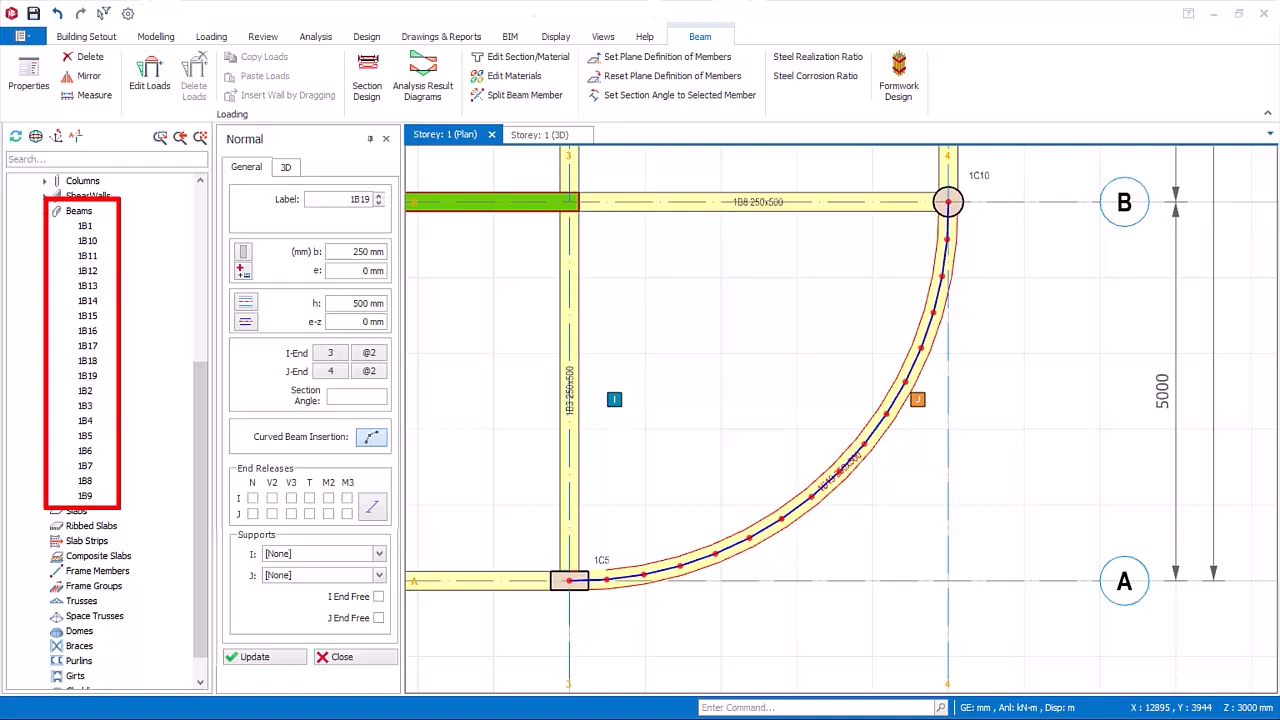 Building Setout Modelling Loading Review Analysis Design Drawings & Reports BIM Display Views Help Beam
Properties
Delete
Mirror
Measure
Edit Loads
Delete Loads
Copy Loads
Paste Loads
Insert Wall by Dragging
Loading
Section Design
Analysis Result Diagrams
Edit Section/Material
Edit Materials
Split Beam Member
Set Plane Definition of Members
Reset Plane Definition of Members
Set Section Angle to Selected Member
Steel Realization Ratio
Steel Corrosion Ratio
Formwork Design
Search...
Columns
ShearWalls
Beams
1B1
1B10
1B11
1B12
1B13
1B14
1B15
1B16
1B17
1B18
1B19
1B2
1B3
1B4
1B5
1B6
1B7
1B8
1B9
Slabs
Ribbed Slabs
Slab Strips
Composite Slabs
Frame Members
Frame Groups
Trusses
Space Trusses
Domes
Braces
Purlins
Girts
Normal
General 3D
Label: 1B19
(mm) b: 250 mm
e: 0 mm
h: 500 mm
e-z 0 mm
I-End 3 @2
J-End 4 @2
Section Angle:
Curved Beam Insertion:
End Releases
N V2 V3 T M2 M3
I
J
Supports
I: [None]
J: [None]
I End Free
J End Free
Update Close
Storey: 1 (Plan) Storey: 1 (3D)
3 4
1C10
B
1B8 250x500
B
1B3 250x500
I
J
5000
1B19 250x500
1C5
A
A
3 4
Enter Command...
GE: mm , Anl: kN-m , Disp: m
X : 12895 , Y : 3944 Z : 3000 mm